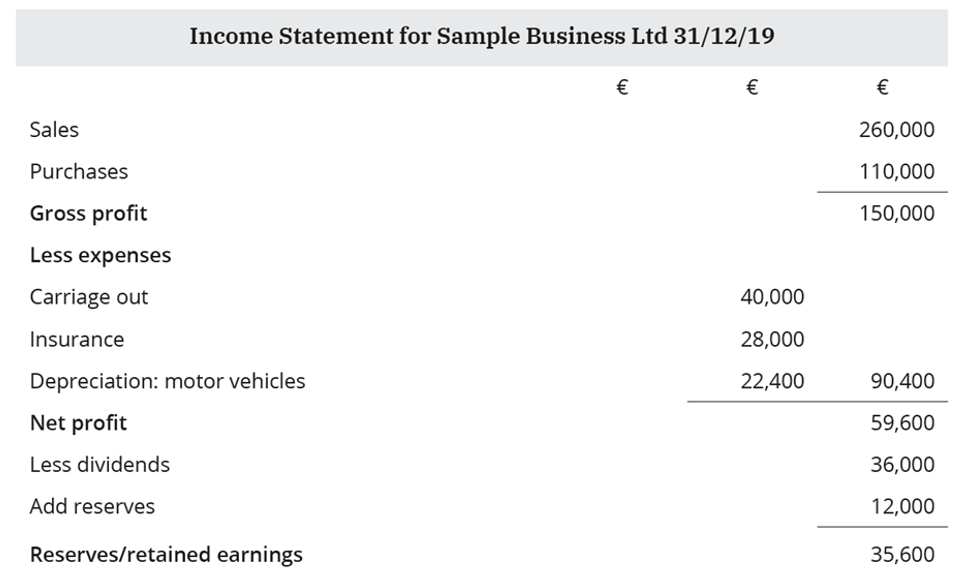 Income Statement for Sample Business Ltd 31/12/19
€ € €
Sales 260,000
Purchases 110,000
Gross profit 150,000
Less expenses
Carriage out 40,000
Insurance 28,000
Depreciation: motor vehicles 22,400 90,400
Net profit 59,600
Less dividends 36,000
Add reserves 12,000
Reserves/retained earnings 35,600